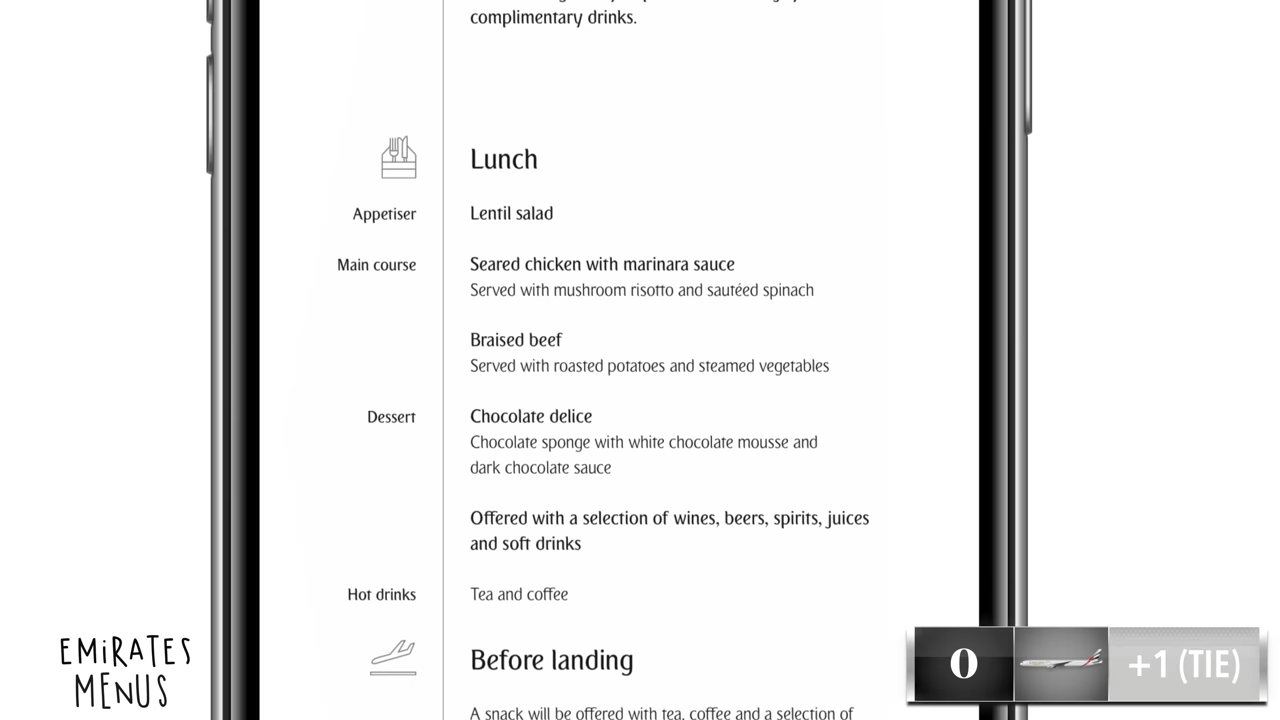 complimentary drinks.
Lunch
Appetiser
Lentil salad
Main course
Seared chicken with marinara sauce
Served with mushroom risotto and sautéed spinach
Braised beef
Served with roasted potatoes and steamed vegetables
Dessert
Chocolate delice
Chocolate sponge with white chocolate mousse and
dark chocolate sauce
Offered with a selection of wines, beers, spirits, juices
and soft drinks
Hot drinks
Tea and coffee
Before landing
A snack will be offered with tea, coffee and a selection of
EMiRATES
MENUS
0
+1 (TIE)